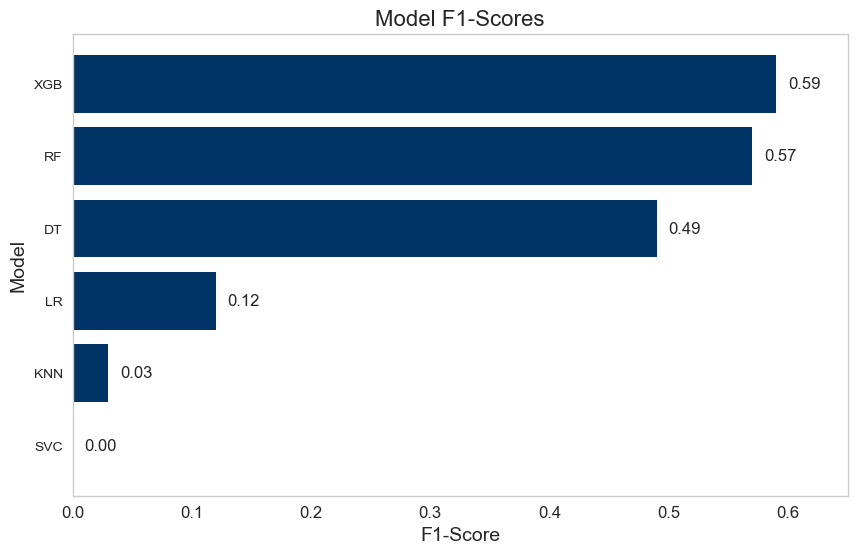 Model F1-Scores
XGB 0.59
RF 0.57
DT 0.49
LR 0.12
KNN 0.03
SVC 0.00
Model
0.0 0.1 0.2 0.3 0.4 0.5 0.6
F1-Score